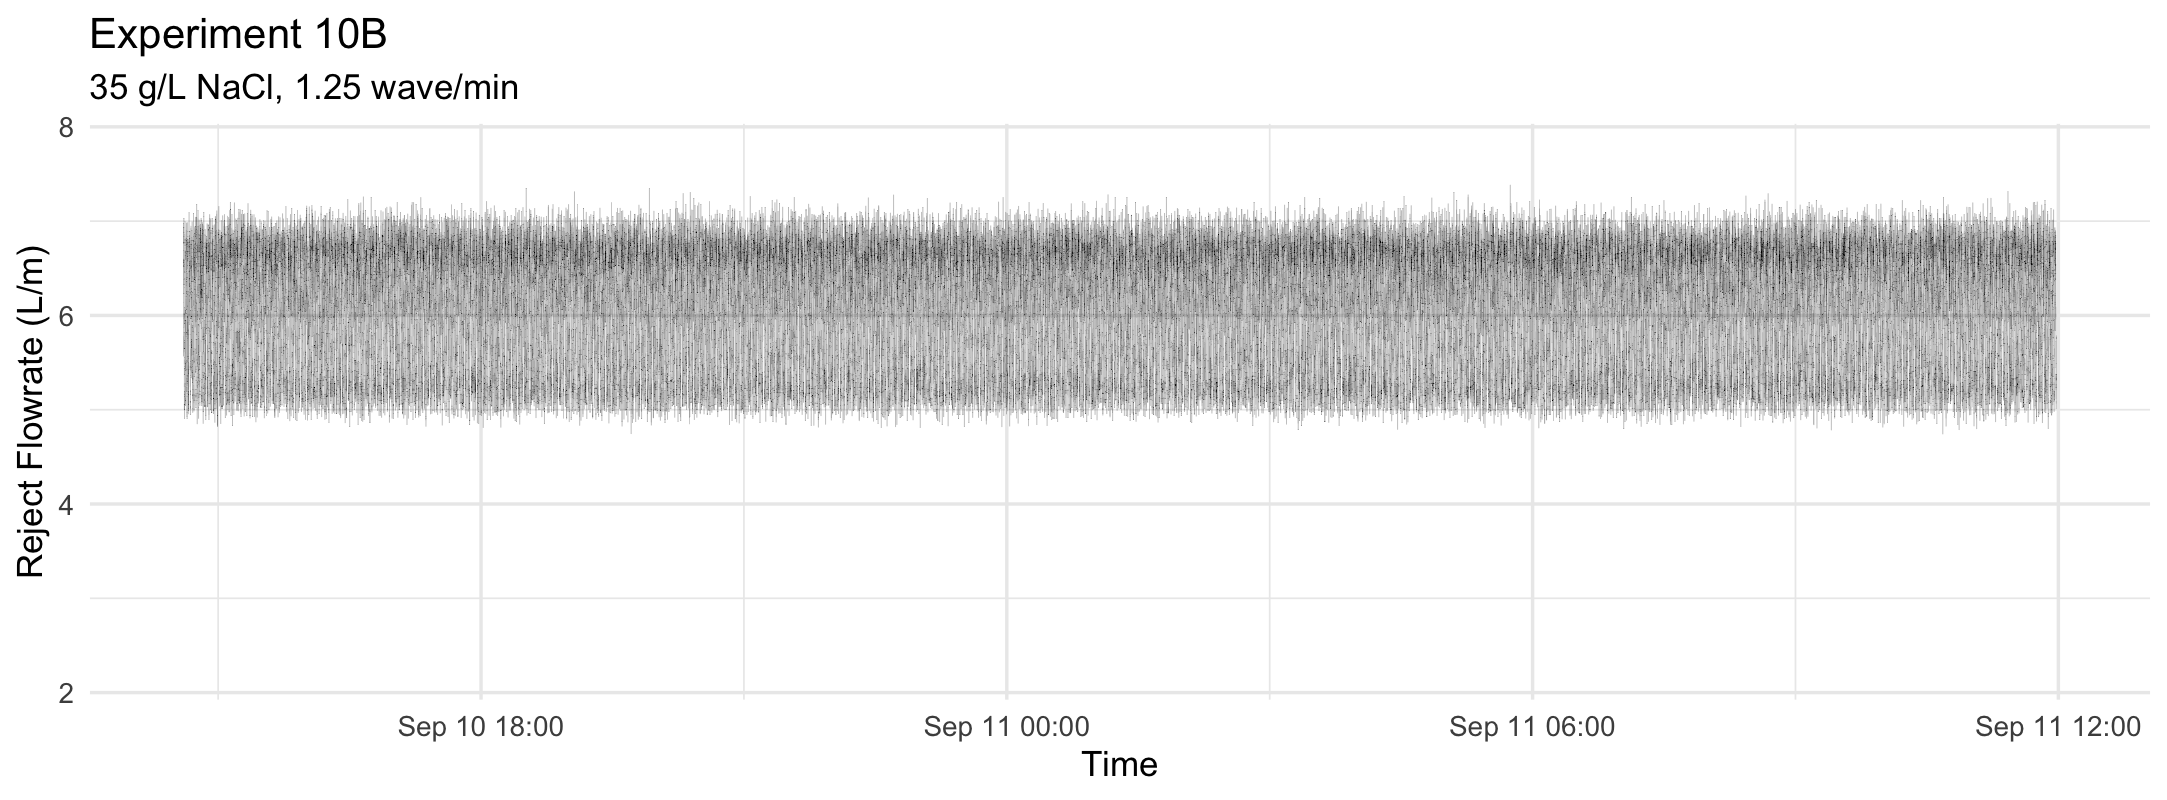 Experiment 10B
35 g/L NaCl, 1.25 wave/min
Reject Flowrate (L/m)
8
6
4
2
Sep 10 18:00
Sep 11 00:00
Sep 11 06:00
Sep 11 12:00
Time